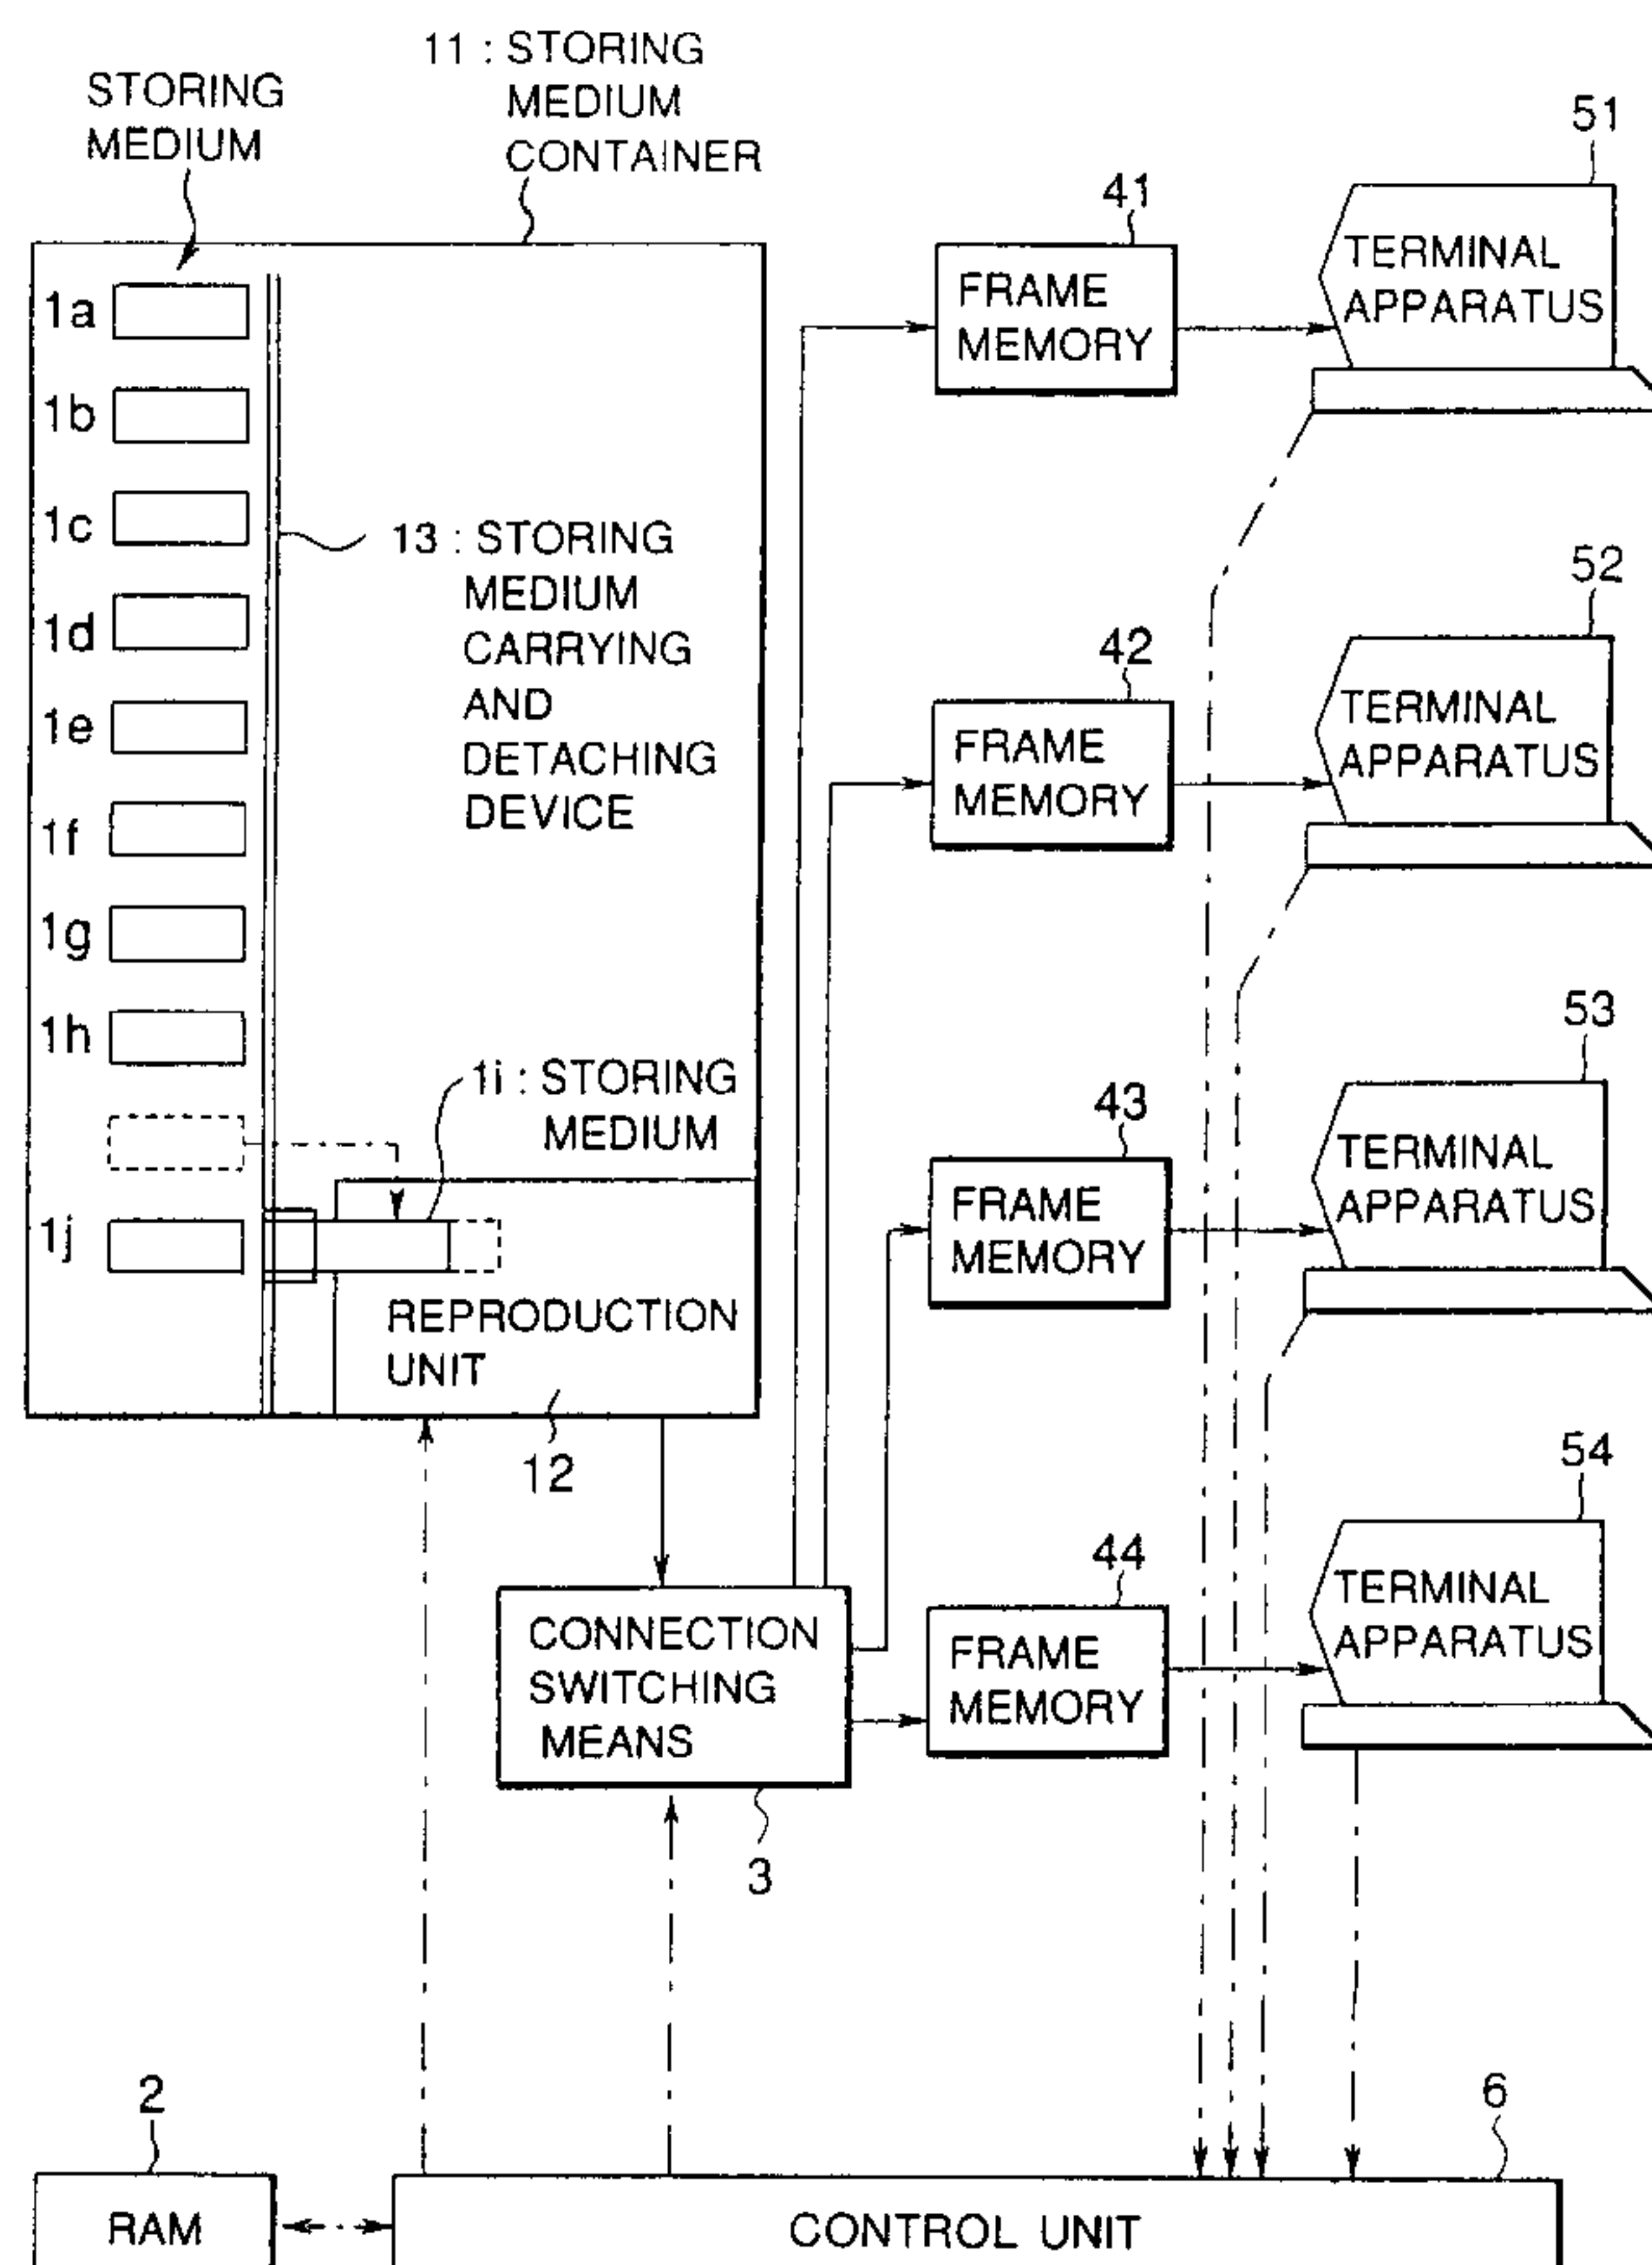 11 : STORING
MEDIUM
CONTAINER
STORING
MEDIUM
1a
1b
1c
1d
1e
1f
1g
1h
1j
13 : STORING
MEDIUM
CARRYING
AND
DETACHING
DEVICE
1i : STORING
MEDIUM
REPRODUCTION
UNIT
12
41
FRAME
MEMORY
51
TERMINAL
APPARATUS
42
FRAME
MEMORY
52
TERMINAL
APPARATUS
43
FRAME
MEMORY
53
TERMINAL
APPARATUS
44
FRAME
MEMORY
54
TERMINAL
APPARATUS
CONNECTION
SWITCHING
MEANS
3
2
RAM
6
CONTROL UNIT